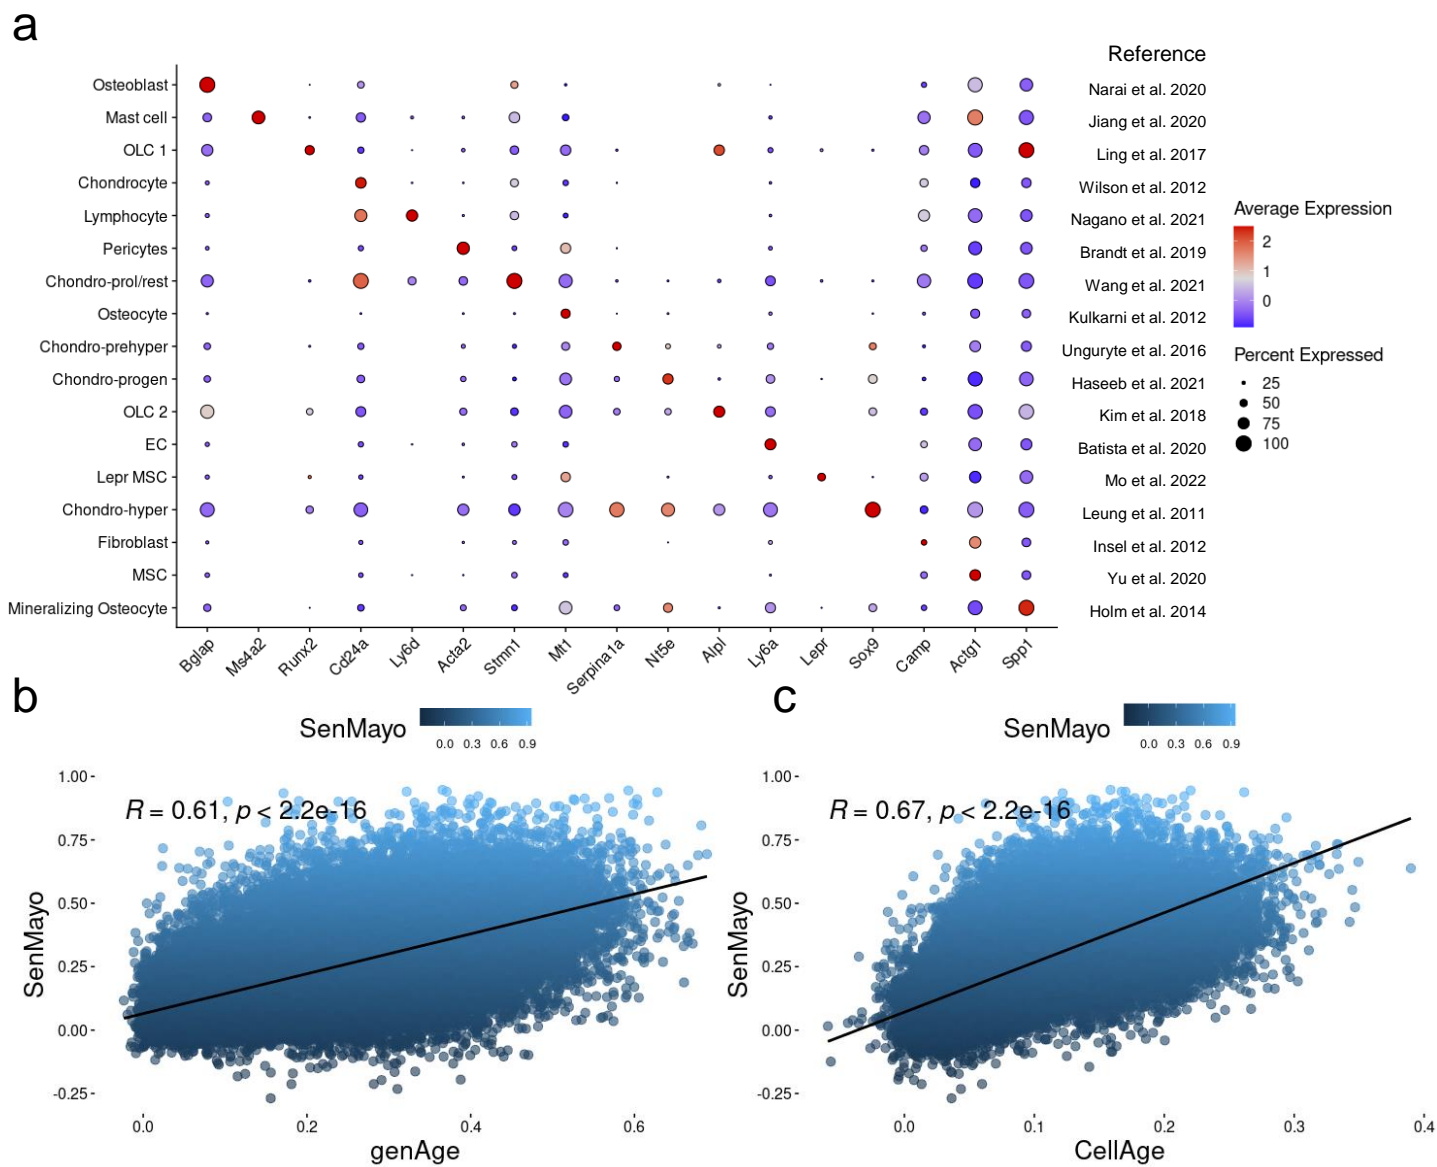 a
Reference
Osteoblast Narai et al. 2020
Mast cell Jiang et al. 2020
OLC 1 Ling et al. 2017
Chondrocyte Wilson et al. 2012
Lymphocyte Nagano et al. 2021
Pericytes Brandt et al. 2019
Chondro-prol/rest Wang et al. 2021
Osteocyte Kulkarni et al. 2012
Chondro-prehyper Unguryte et al. 2016
Chondro-progen Haseeb et al. 2021
OLC 2 Kim et al. 2018
EC Batista et al. 2020
Lepr MSC Mo et al. 2022
Chondro-hyper Leung et al. 2011
Fibroblast Insel et al. 2012
MSC Yu et al. 2020
Mineralizing Osteocyte Holm et al. 2014
Average Expression
2
1
0
Percent Expressed
25
50
75
100
Bglap Ms4a2 Runx2 Cd24a Ly6d Acta2 Stmn1 Mt1 Serpina1a Nt5e Alpl Ly6a Lepr Sox9 Camp Actg1 Spp1
b
SenMayo
0.0 0.3 0.6 0.9
R = 0.61, p < 2.2e-16
SenMayo
1.00
0.75
0.50
0.25
0.00
-0.25
0.0 0.2 0.4 0.6
genAge
c
SenMayo
0.0 0.3 0.6 0.9
R = 0.67, p < 2.2e-16
SenMayo
1.00
0.75
0.50
0.25
0.00
-0.25
0.0 0.1 0.2 0.3 0.4
CellAge